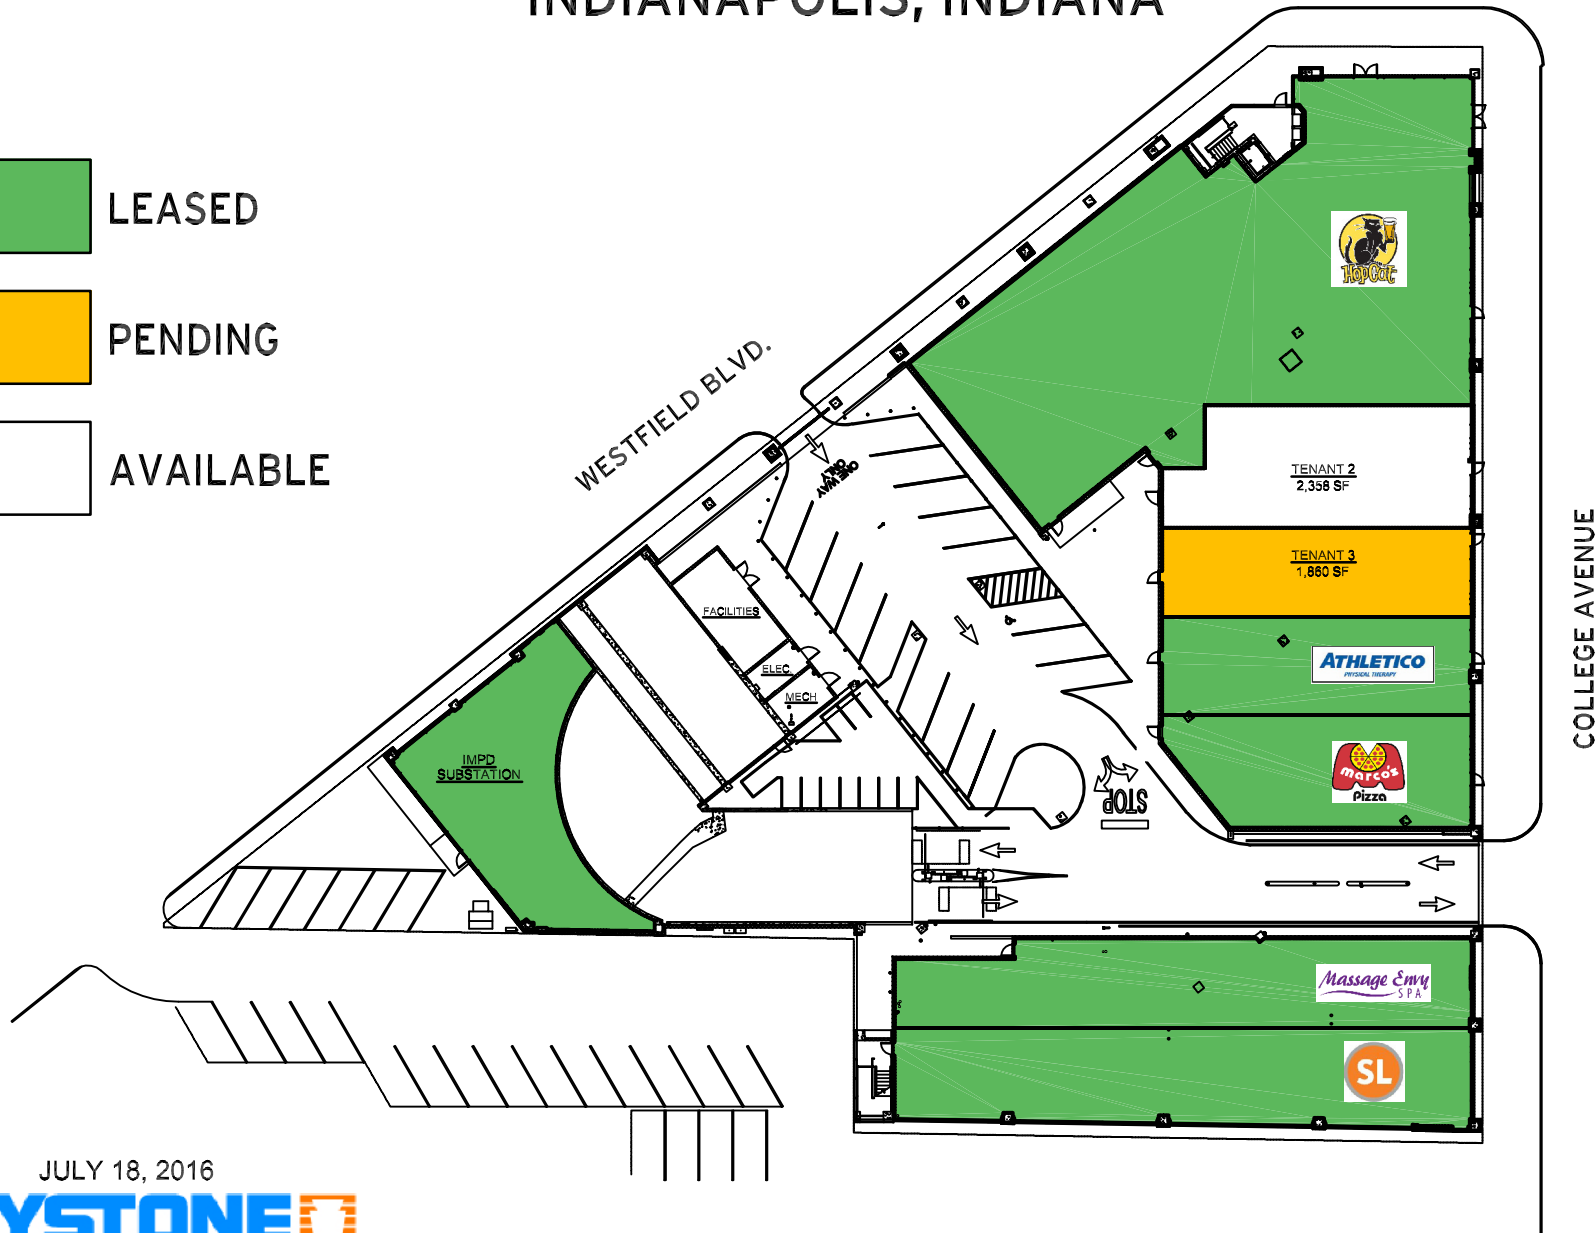 INDIANAPOLIS, INDIANA
LEASED
PENDING
AVAILABLE
WESTFIELD BLVD.
HopCat
ONE WAY
ONLY
TENANT 2
2,358 SF
TENANT 3
1,860 SF
COLLEGE AVENUE
FACILITIES
ELEC.
MECH
ATHLETICO
PHYSICAL THERAPY
IMPD
SUBSTATION
marco's
Pizza
STOP
Massage Envy
SPA
SL
JULY 18, 2016
YSTONE